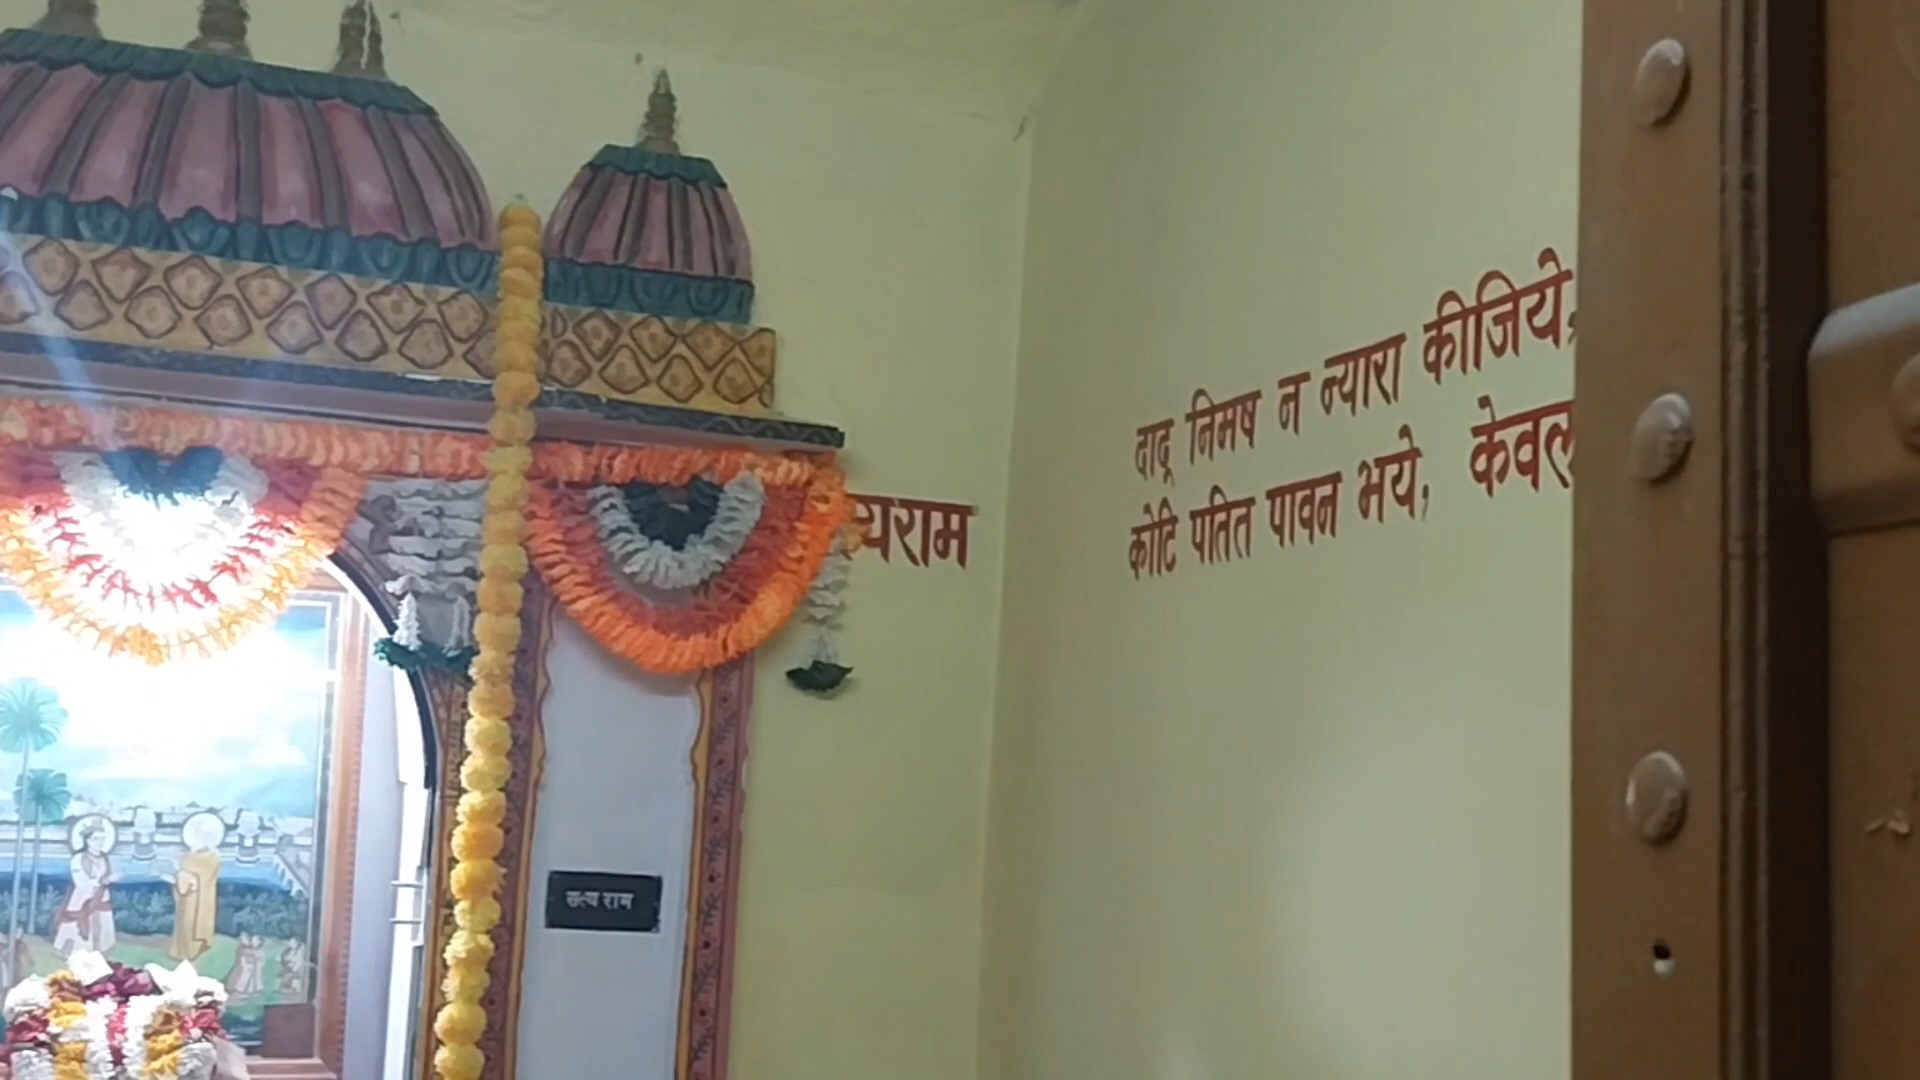 दादू निमष न न्यारा कीजिये,
कोटि पतित पावन भये, केवल
यराम
सत्य राम